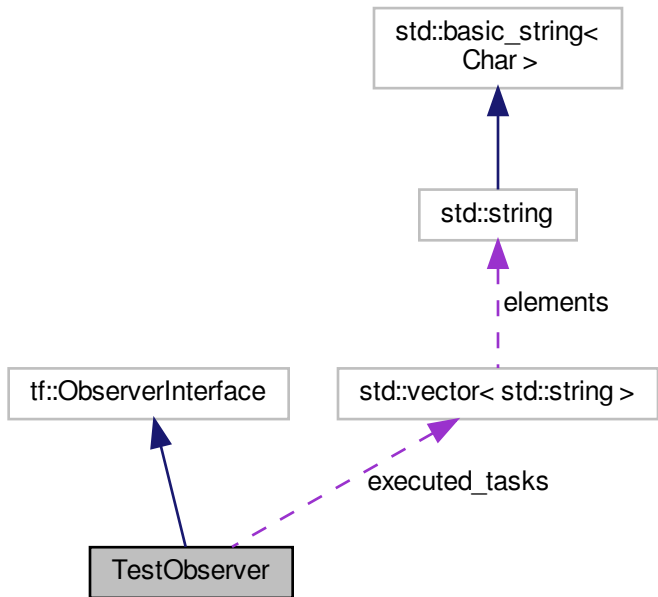 std::basic_string<
Char >
std::string
elements
tf::ObserverInterface
std::vector< std::string >
executed_tasks
TestObserver